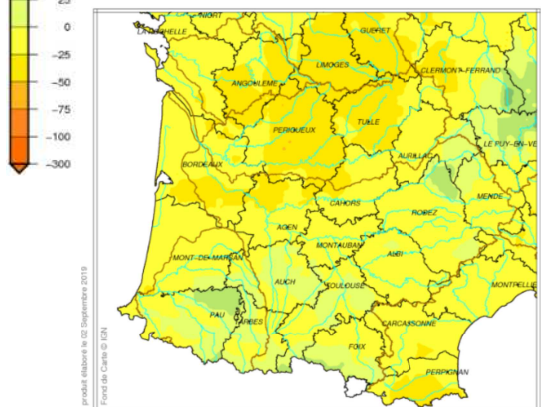 25
0
-25
-50
-75
-100
-300
NIORT
LA ROCHELLE
GUERET
LIMOGES
CLERMONT-FERRAND
ANGOULEME
PERIGUEUX
TULLE
LE PUY-EN-VE
AURILLAC
BORDEAUX
MENDE
CAHORS
RODEZ
AGEN
MONTAUBAN
ALBI
MONT-DE-MARSAN
AUCH
TOULOUSE
MONTPELLIE
PAU
TARBES
CARCASSONNE
FOIX
PERPIGNAN
produit élaboré le 02 Septembre 2019
Fond de Carte © IGN